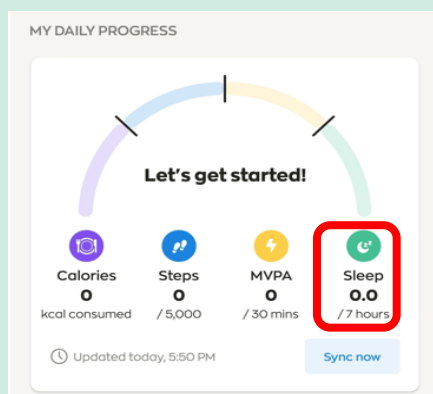 MY DAILY PROGRESS
Let's get started!
Calories Steps MVPA Sleep
0 0 0 0.0
kcal consumed / 5,000 / 30 mins / 7 hours
Updated today, 5:50 PM Sync now